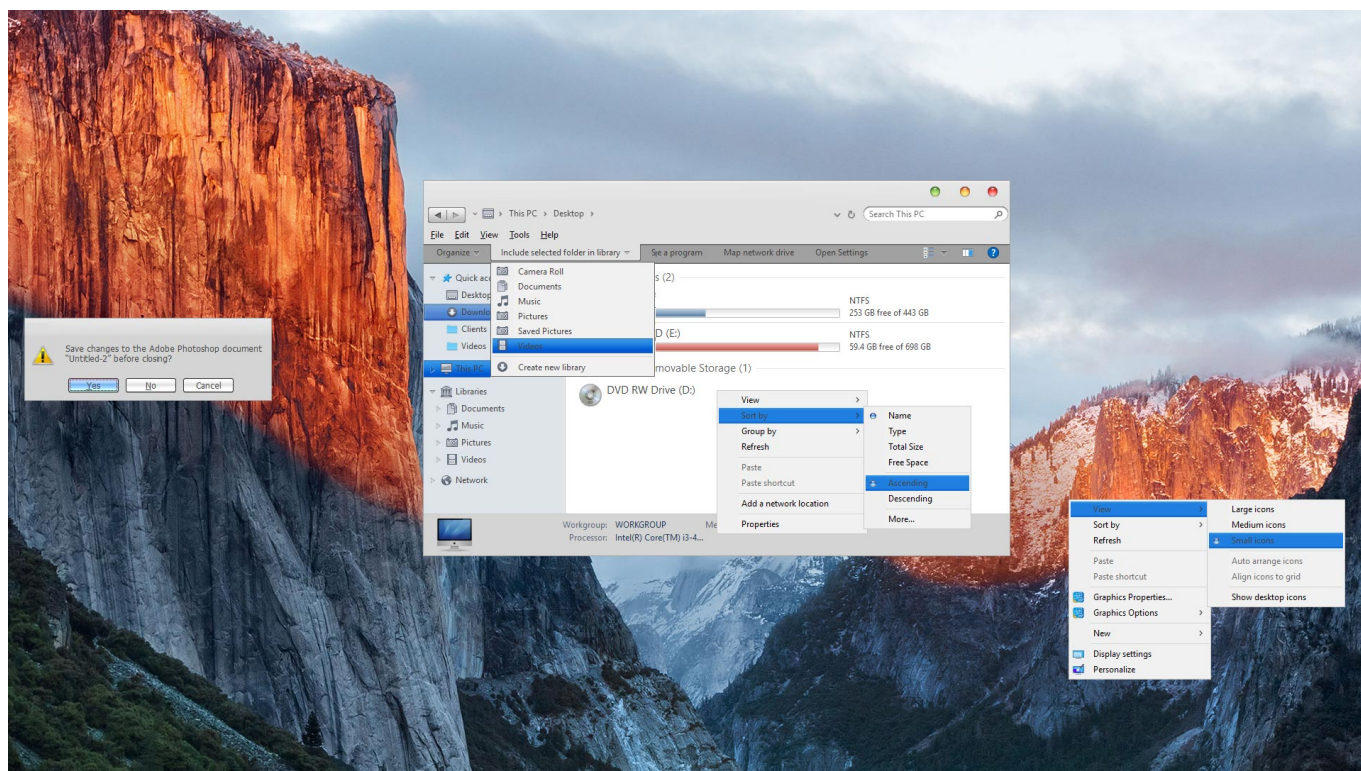 This PC
Desktop
Search This PC
File Edit View Tools Help
Organize
Include selected folder in library
Map network drive
Open Settings
Camera Roll
Documents
Music
Pictures
Saved Pictures
Videos
Create new library
Quick
Clients
Videos
This PC
Libraries
Documents
Music
Pictures
Videos
Network
(2)
NTFS
253 GB free of 443 GB
(E:)
NTFS
59.4 GB free of 698 GB
Storage (1)
DVD RW Drive (D:)
Workgroup: WORKGROUP
Processor: Intel(R) Core(TM) i3-4...
View
Sort by
Group by
Refresh
Paste
Paste shortcut
Add a network location
Properties
Name
Type
Total Size
Free Space
Ascending
Descending
More...
Save changes to the Adobe Photoshop document
"Untitled-2" before closing?
Yes No Cancel
View
Sort by
Refresh
Paste
Paste shortcut
Graphics Properties...
Graphics Options
New
Display settings
Personalize
Large icons
Medium icons
Small icons
Auto arrange icons
Align icons to grid
Show desktop icons